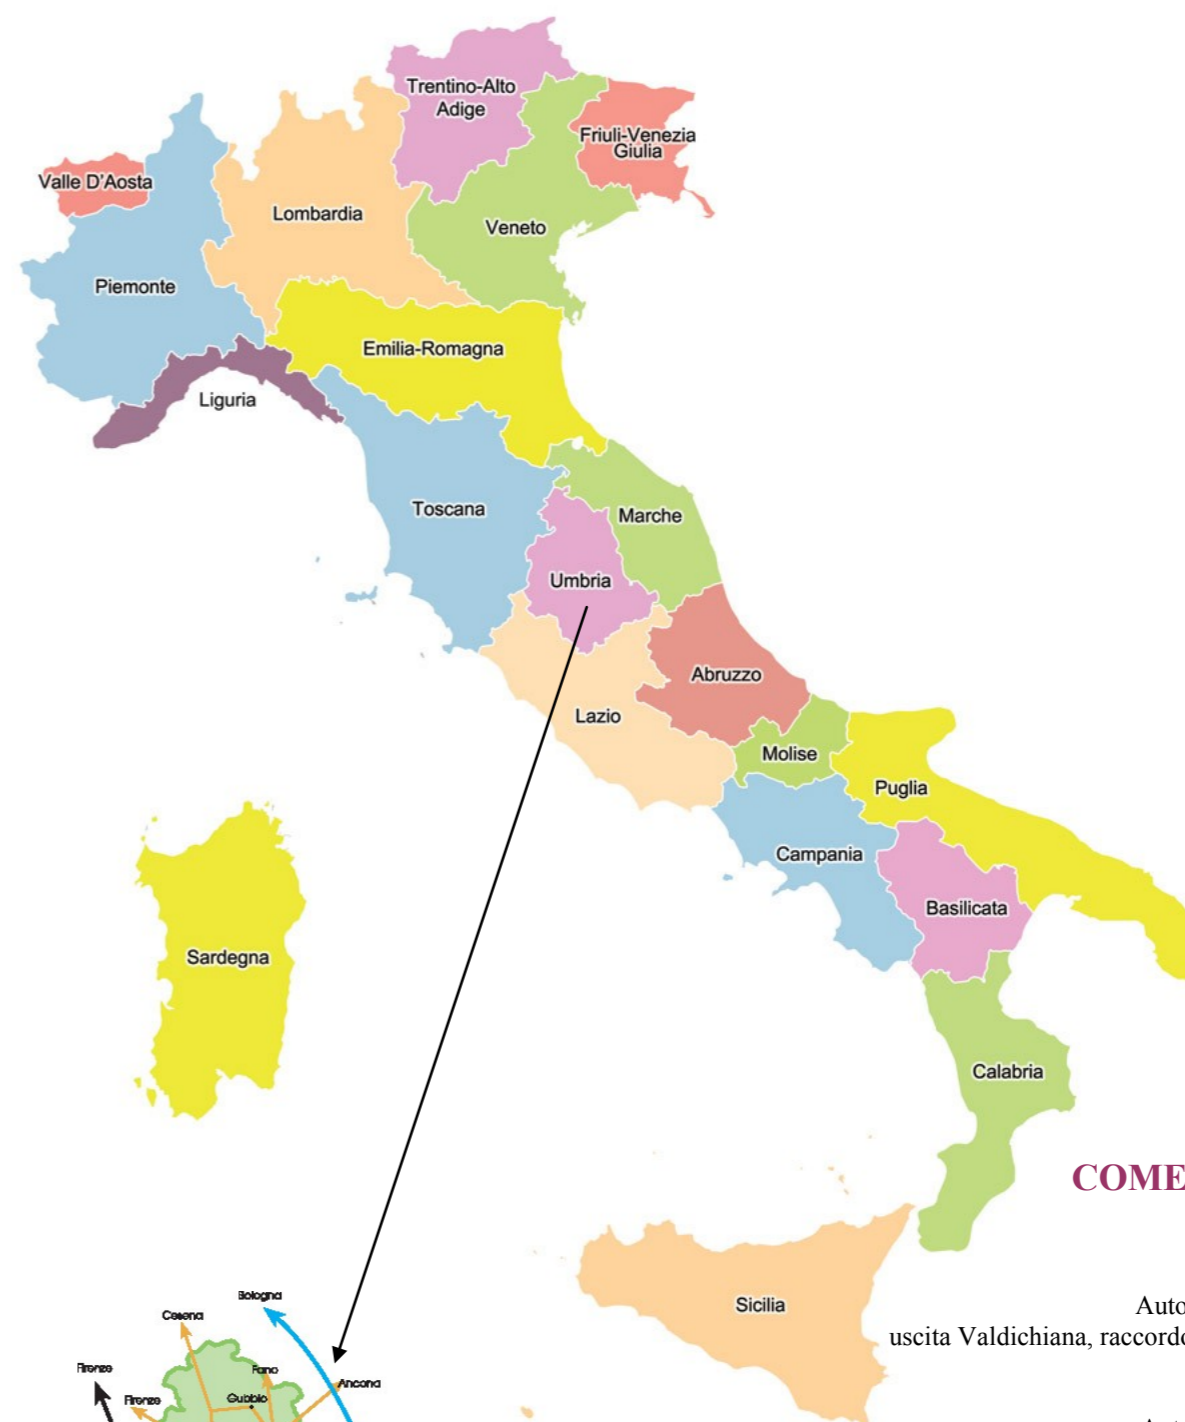 Trentino-Alto
Adige
Friuli-Venezia
Giulia
Valle D'Aosta
Lombardia
Veneto
Piemonte
Emilia-Romagna
Liguria
Toscana
Marche
Umbria
Abruzzo
Lazio
Molise
Puglia
Campania
Basilicata
Sardegna
Calabria
COME
Sicilia
Auto
uscita Valdichiana, raccordo
Bologna
Cesena
Firenze
Fano
Ancona
Firenze
Gubbio